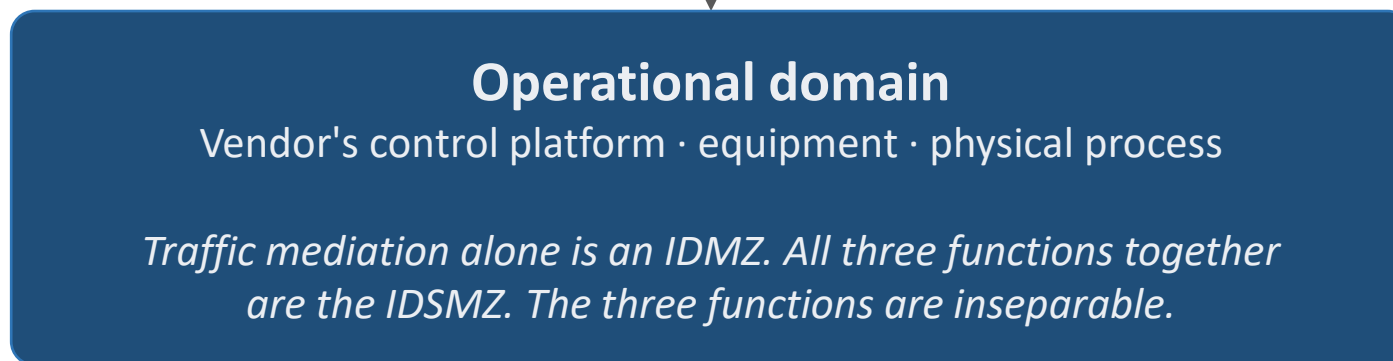 Operational domain
Vendor's control platform · equipment · physical process
Traffic mediation alone is an IDMZ. All three functions together
are the IDSMZ. The three functions are inseparable.